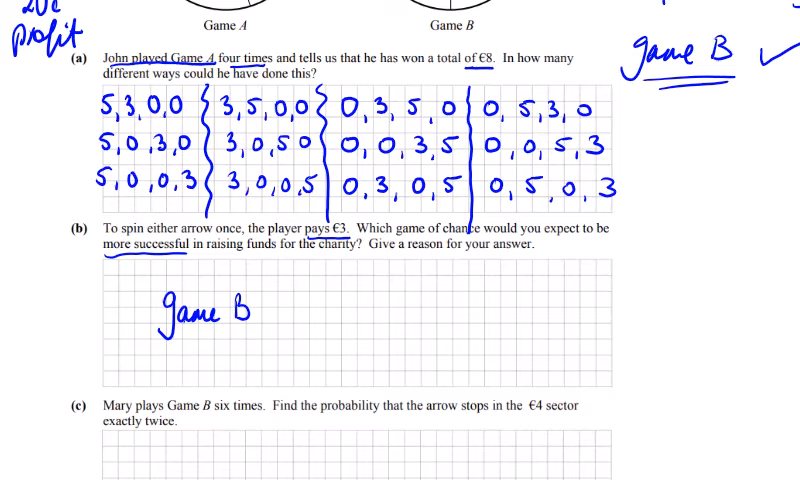 20c
profit
Game A
Game B
game B ✓
(a) John played Game A four times and tells us that he has won a total of €8. In how many
different ways could he have done this?
5,3,0,0 3,5,0,0 0,3,5,0 0,5,3,0
5,0,3,0 3,0,5 0 0,0,3,5 0,0,5,3
5,0,0,3 3,0,0,5 0,3,0,5 0,5,0,3
(b) To spin either arrow once, the player pays €3. Which game of chance would you expect to be
more successful in raising funds for the charity? Give a reason for your answer.
game B
(c) Mary plays Game B six times. Find the probability that the arrow stops in the €4 sector
exactly twice.